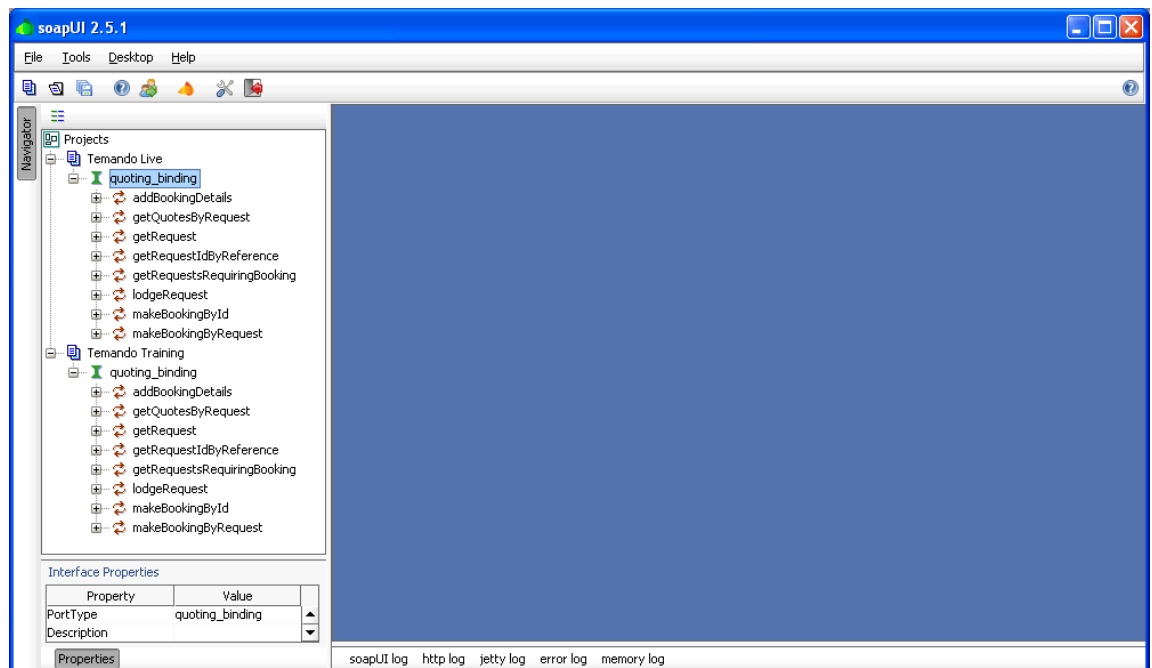 soapUI 2.5.1
File Tools Desktop Help
Navigator
Projects
Temando Live
quoting_binding
addBookingDetails
getQuotesByRequest
getRequest
getRequestIdByReference
getRequestsRequiringBooking
lodgeRequest
makeBookingById
makeBookingByRequest
Temando Training
quoting_binding
addBookingDetails
getQuotesByRequest
getRequest
getRequestIdByReference
getRequestsRequiringBooking
lodgeRequest
makeBookingById
makeBookingByRequest
Interface Properties
Property Value
PortType quoting_binding
Description
Properties
soapUI log http log jetty log error log memory log